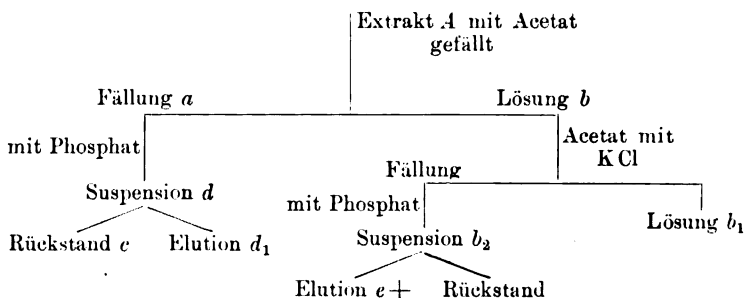 Extrakt A mit Acetat
gefällt
Fällung a
Lösung b
mit Phosphat
Acetat mit
KCl
Fällung
Suspension d
mit Phosphat
Lösung b₁
Rückstand c
Elution d₁
Suspension b₂
Elution e+
Rückstand